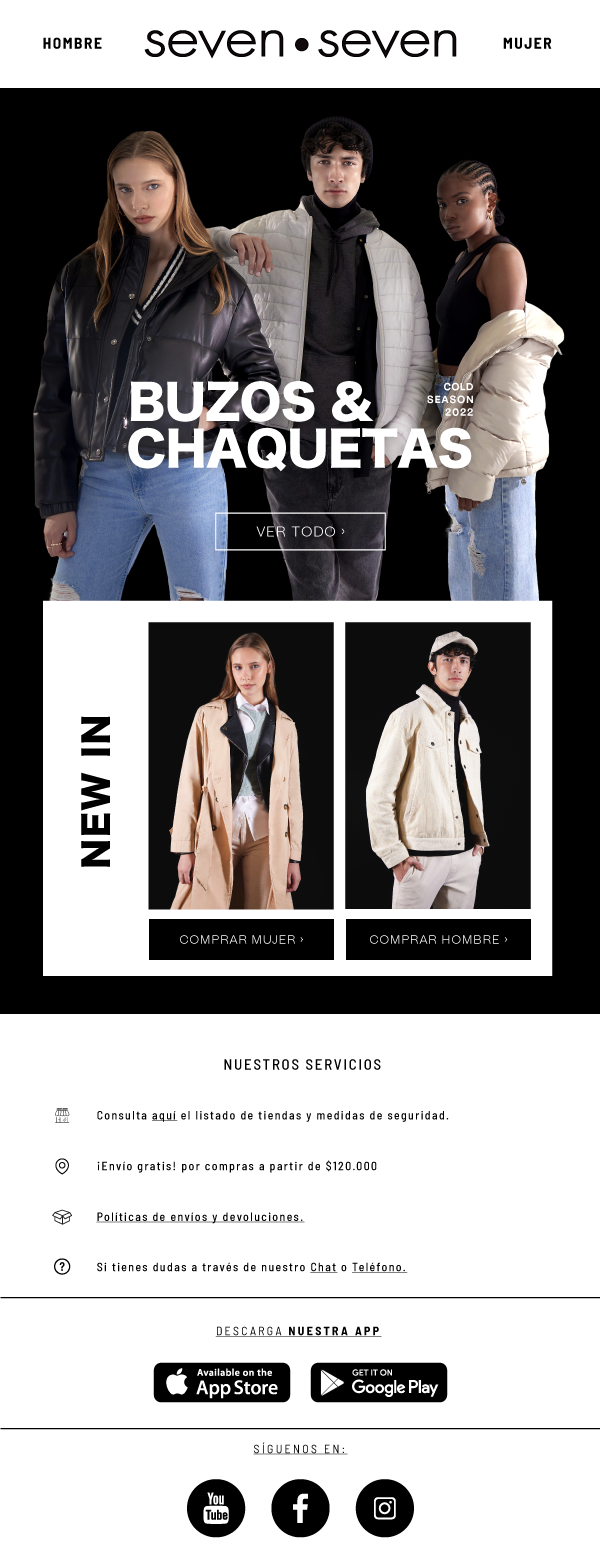 HOMBRE
seven•seven
MUJER
BUZOS &
CHAQUETAS
COLD
SEASON
2022
VER TODO ›
NEW IN
COMPRAR MUJER ›
COMPRAR HOMBRE ›
NUESTROS SERVICIOS
Consulta aquí el listado de tiendas y medidas de seguridad.
¡Envío gratis! por compras a partir de $120.000
Políticas de envíos y devoluciones.
?
Si tienes dudas a través de nuestro Chat o Teléfono.
DESCARGA NUESTRA APP
Available on the
App Store
GET IT ON
Google Play
SÍGUENOS EN:
You
Tube
f